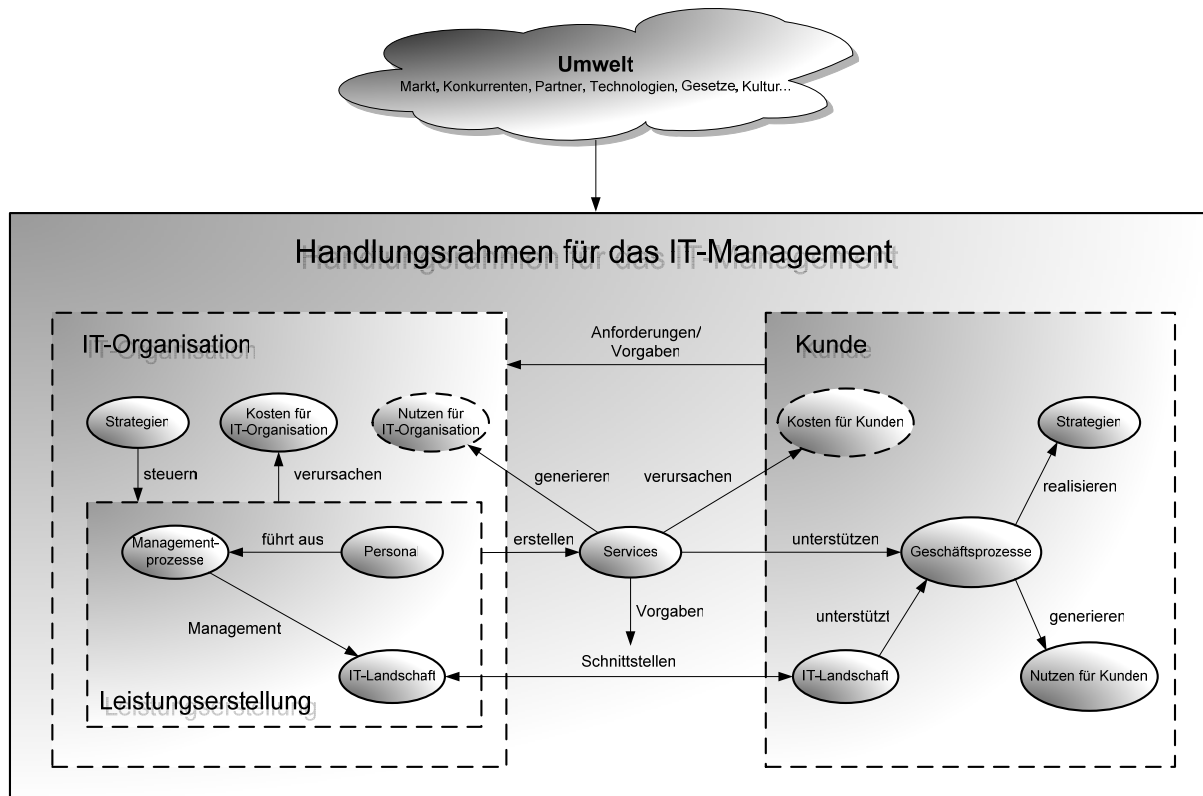 Umwelt
Markt, Konkurrenten, Partner, Technologien, Gesetze, Kultur...
Handlungsrahmen für das IT-Management
IT-Organisation
Anforderungen/
Vorgaben
Kunde
Strategien
Kosten für
IT-Organisation
Nutzen für
IT-Organisation
Kosten für Kunden
Strategien
steuern
verursachen
generieren
verursachen
realisieren
Management-
prozesse
führt aus
Persona
erstellen
Services
unterstützen
Geschäftsprozesse
Vorgaben
unterstützt
generieren
Management
Schnittstellen
IT-Landschaft
IT-Landschaft
Nutzen für Kunden
Leistungserstellung